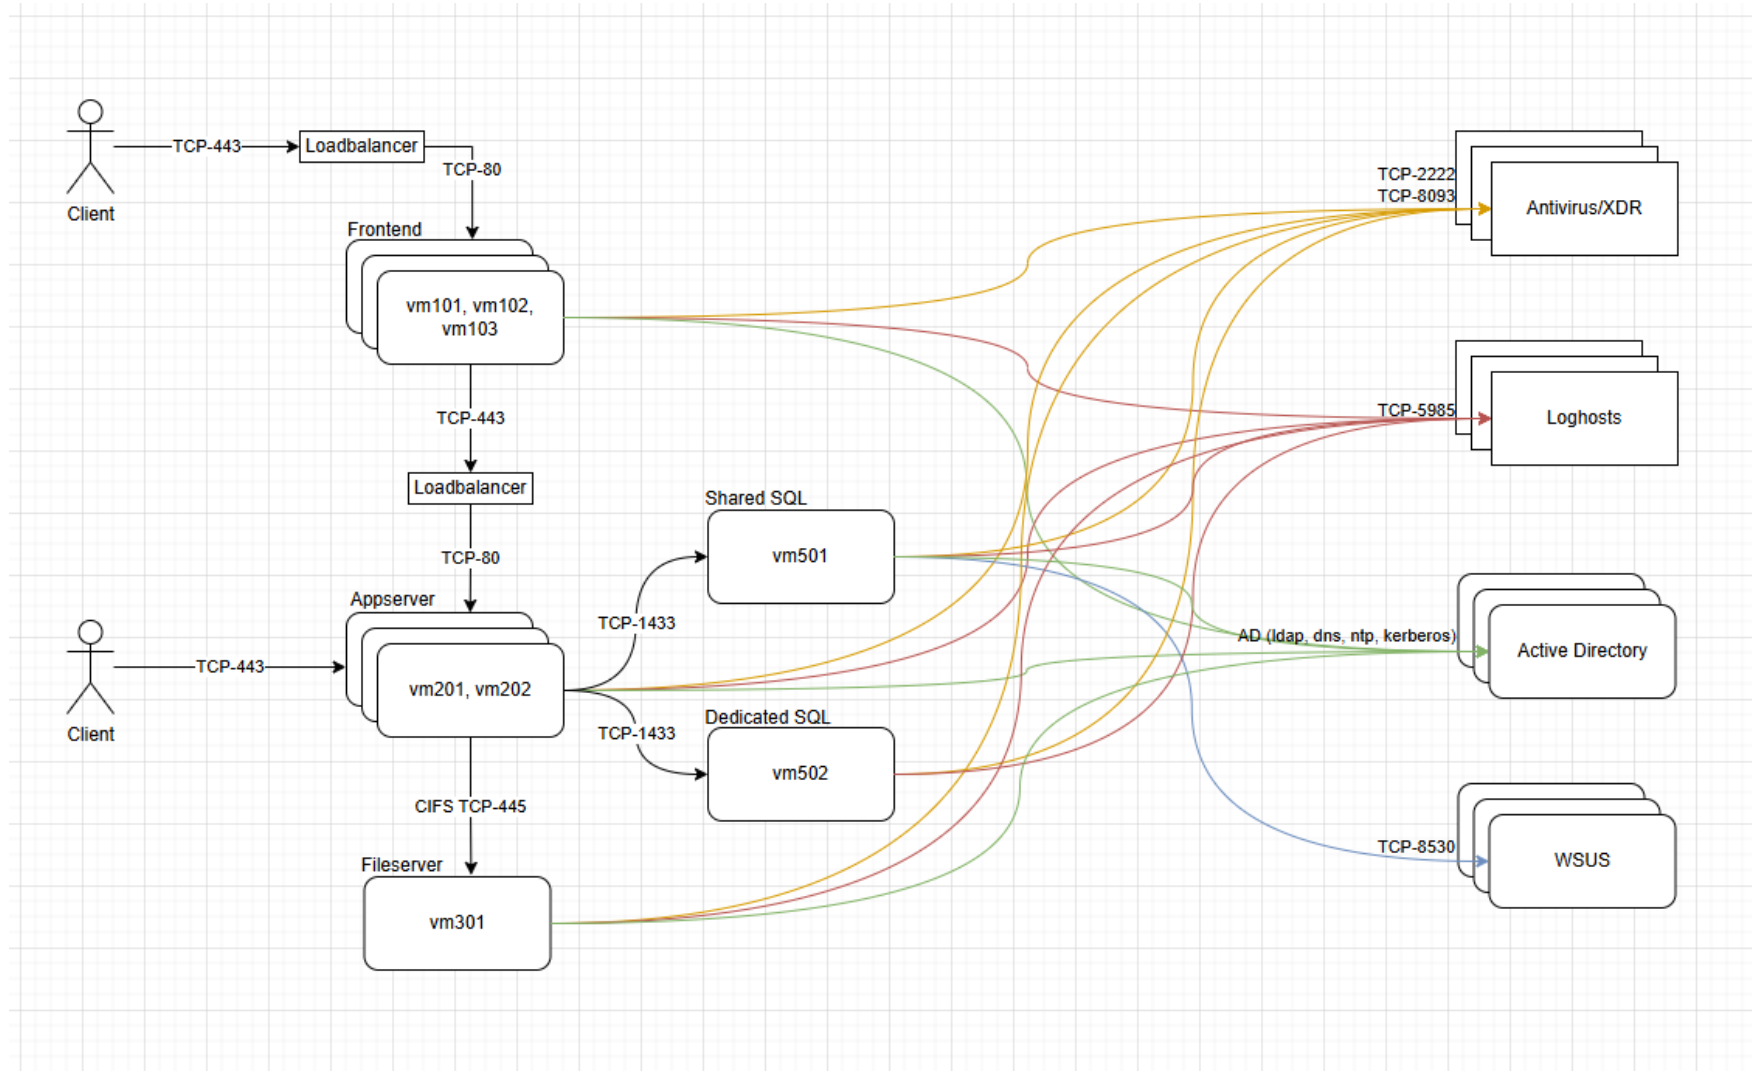 TCP-443
Loadbalancer
TCP-80
Client
Frontend
vm101, vm102,
vm103
TCP-443
Loadbalancer
TCP-80
Appserver
vm201, vm202
TCP-443
Client
CIFS TCP-445
Fileserver
vm301
Shared SQL
vm501
TCP-1433
TCP-1433
Dedicated SQL
vm502
TCP-2222
TCP-8093
Antivirus/XDR
TCP-5985
Loghosts
AD (ldap, dns, ntp, kerberos)
Active Directory
TCP-8530
WSUS